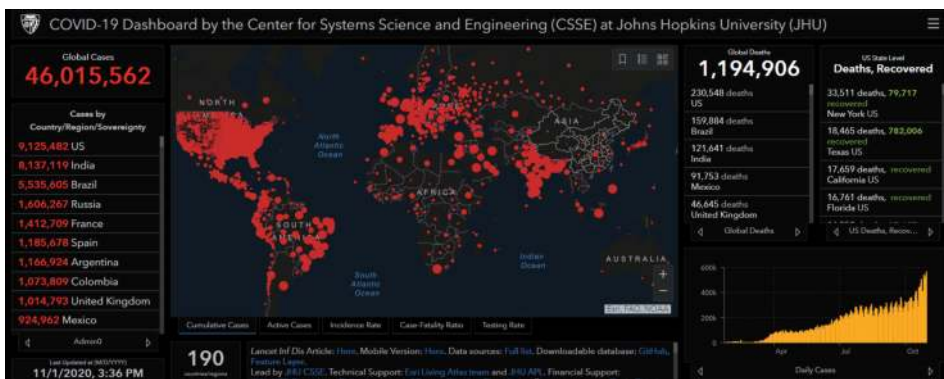 COVID-19 Dashboard by the Center for Systems Science and Engineering (CSSE) at Johns Hopkins University (JHU)
Global Cases
46,015,562
Cases by
Country/Region/Sovereignty
9,125,482 US
8,137,119 India
5,535,605 Brazil
1,606,267 Russia
1,412,709 France
1,185,678 Spain
1,166,924 Argentina
1,073,809 Colombia
1,014,793 United Kingdom
924,962 Mexico
Admin0
Last Updated at (M/D/YYYY)
11/1/2020, 3:36 PM
NORTH
AMERICA
North
Atlantic
Ocean
EUROPE
ASIA
AFRICA
SOUTH
AMERICA
South
Atlantic
Ocean
Indian
Ocean
AUSTRALIA
+
−
Esri, FAO, NOAA
Cumulative Cases
Active Cases
Incidence Rate
Case-Fatality Ratio
Testing Rate
190
countries/regions
Lancet Inf Dis Article: Here. Mobile Version: Here. Data sources: Full list. Downloadable database: GitHub,
Feature Layer.
Lead by JHU CSSE. Technical Support: Esri Living Atlas team and JHU APL. Financial Support:
Global Deaths
1,194,906
230,548 deaths
US
159,884 deaths
Brazil
121,641 deaths
India
91,753 deaths
Mexico
46,645 deaths
United Kingdom
Global Deaths
US State Level
Deaths, Recovered
33,511 deaths, 79,717
recovered
New York US
18,465 deaths, 782,006
recovered
Texas US
17,659 deaths, recovered
California US
16,761 deaths, recovered
Florida US
US Deaths, Recov...
600k
400k
200k
0
Apr
Jul
Oct
Daily Cases